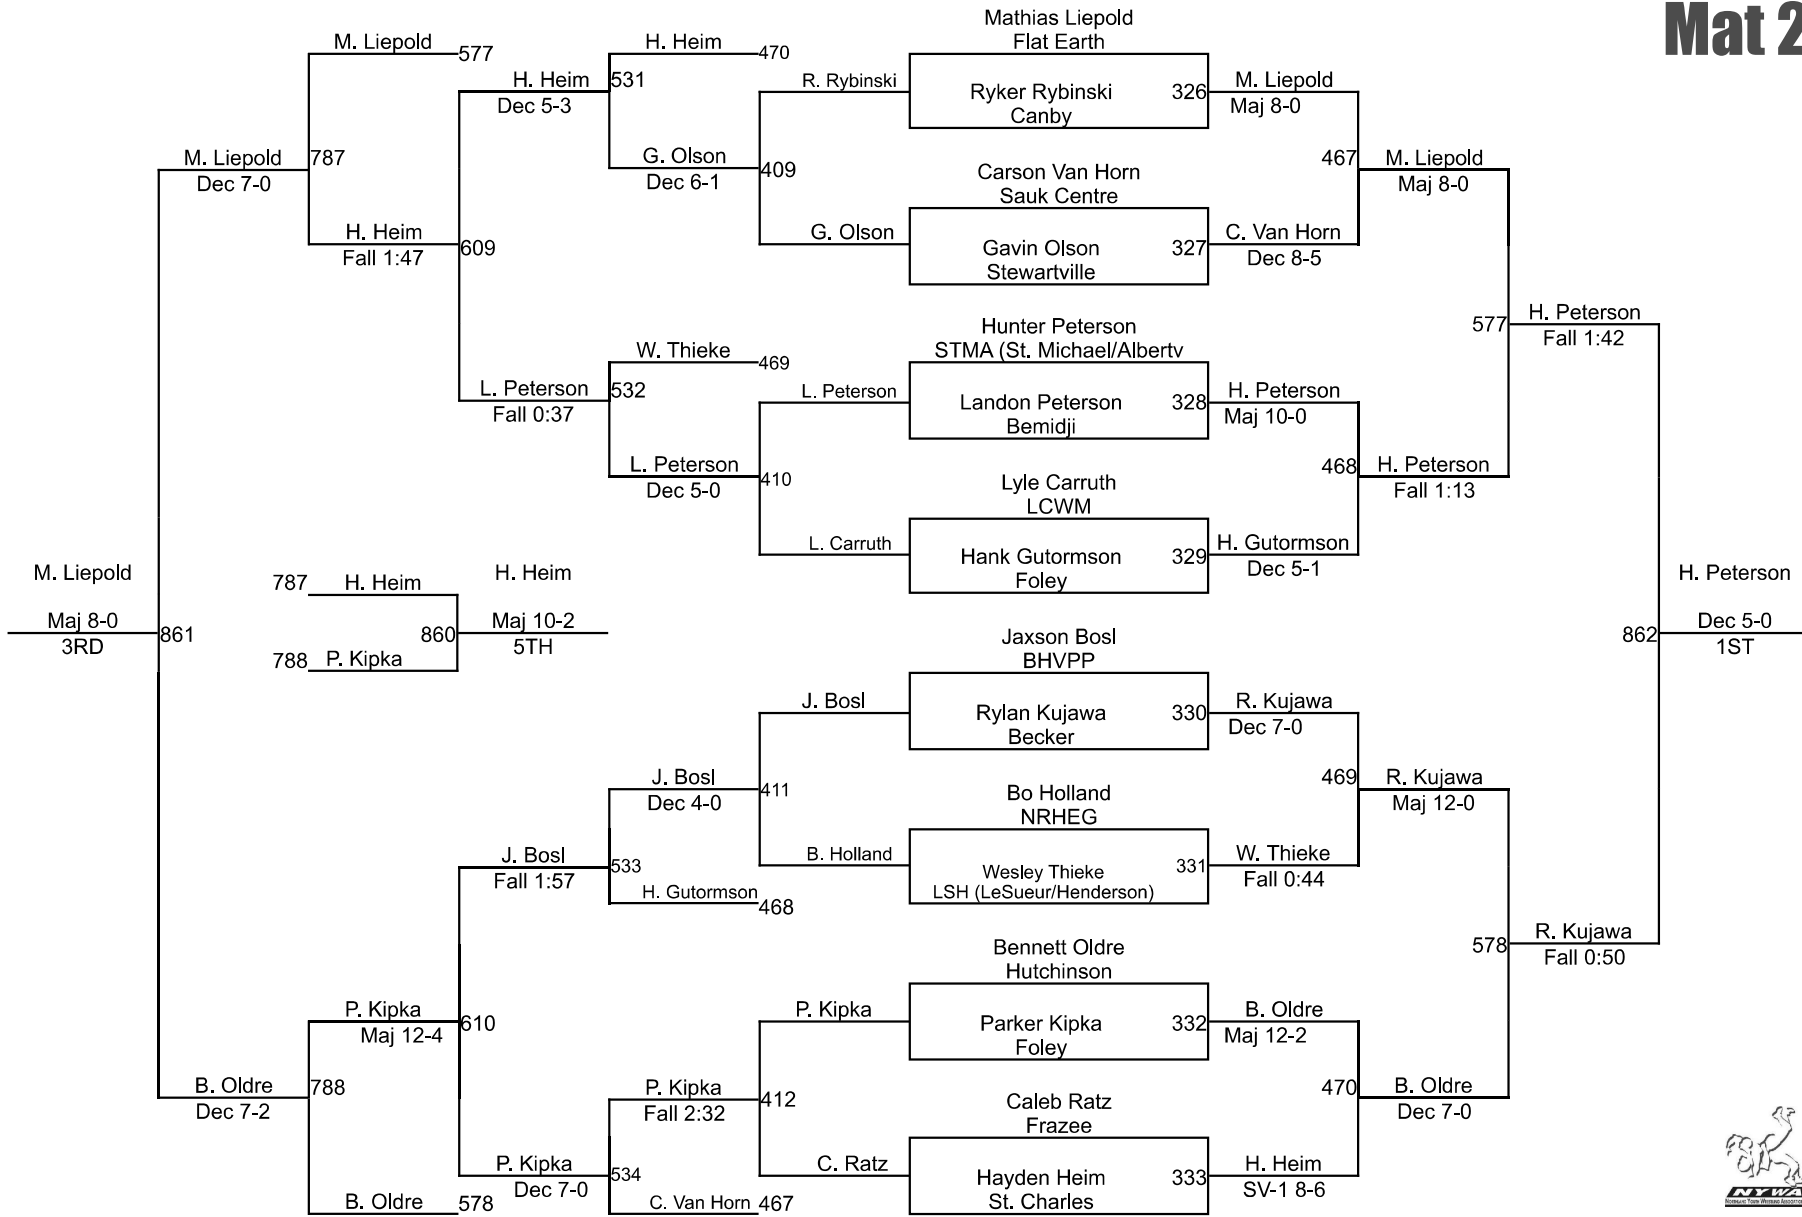 Mat 2
Mathias Liepold
Flat Earth
M. Liepold
577
H. Heim
470
H. Heim
531
Dec 5-3
R. Rybinski
Ryker Rybinski
326
Canby
M. Liepold
Maj 8-0
M. Liepold
787
Dec 7-0
G. Olson
409
Dec 6-1
Carson Van Horn
Sauk Centre
467
M. Liepold
Maj 8-0
H. Heim
609
Fall 1:47
G. Olson
Gavin Olson
327
Stewartville
C. Van Horn
Dec 8-5
Hunter Peterson
STMA (St. Michael/Albertv
577
H. Peterson
Fall 1:42
W. Thieke
469
L. Peterson
532
Fall 0:37
L. Peterson
Landon Peterson
328
Bemidji
H. Peterson
Maj 10-0
L. Peterson
410
Dec 5-0
Lyle Carruth
LCWM
468
H. Peterson
Fall 1:13
L. Carruth
Hank Gutormson
329
Foley
H. Gutormson
Dec 5-1
M. Liepold
Maj 8-0
861
3RD
787
H. Heim
788
P. Kipka
860
H. Heim
Maj 10-2
5TH
H. Peterson
862
Dec 5-0
1ST
Jaxson Bosl
BHVPP
J. Bosl
Rylan Kujawa
330
Becker
R. Kujawa
Dec 7-0
J. Bosl
411
Dec 4-0
Bo Holland
NRHEG
469
R. Kujawa
Maj 12-0
J. Bosl
533
Fall 1:57
B. Holland
Wesley Thieke
331
LSH (LeSueur/Henderson)
W. Thieke
Fall 0:44
H. Gutormson
468
Bennett Oldre
Hutchinson
578
R. Kujawa
Fall 0:50
P. Kipka
610
Maj 12-4
P. Kipka
Parker Kipka
332
Foley
B. Oldre
Maj 12-2
B. Oldre
788
Dec 7-2
P. Kipka
412
Fall 2:32
Caleb Ratz
Frazee
470
B. Oldre
Dec 7-0
P. Kipka
534
Dec 7-0
C. Ratz
Hayden Heim
333
St. Charles
H. Heim
SV-1 8-6
B. Oldre
578
C. Van Horn
467
NYWA